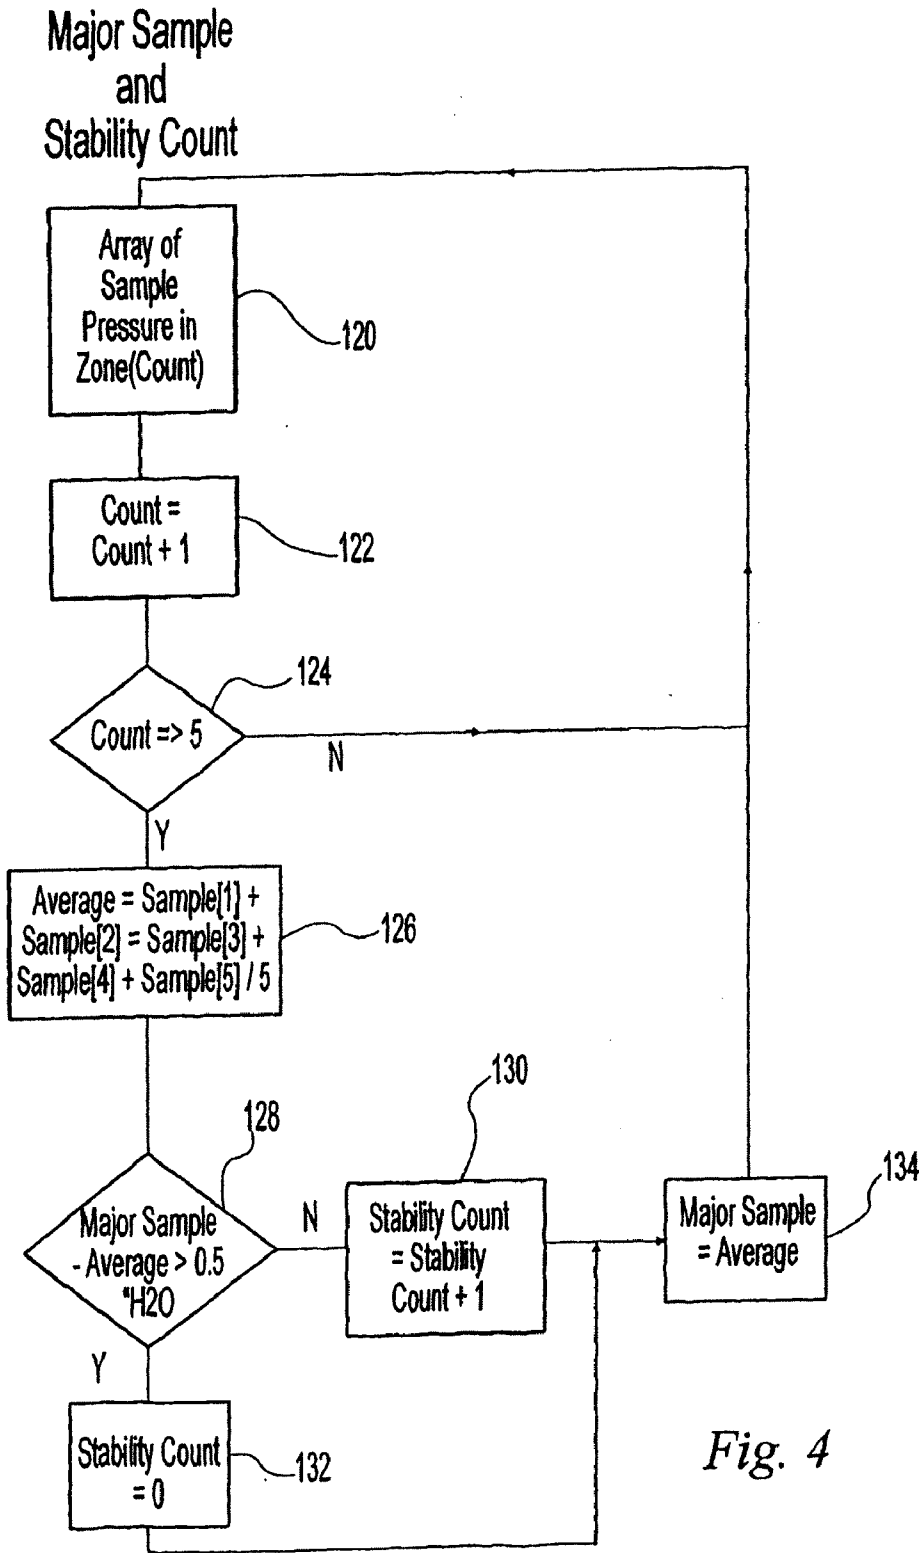 Major Sample
and
Stability Count
Array of
Sample
Pressure in
Zone(Count)
120
Count =
Count + 1
122
124
Count => 5
N
Y
Average = Sample[1] +
Sample[2] = Sample[3] +
Sample[4] + Sample[5] / 5
126
128
Major Sample
- Average > 0.5
"H2O
N
Y
130
Stability Count
= Stability
Count + 1
134
Major Sample
= Average
Stability Count
= 0
132
Fig. 4